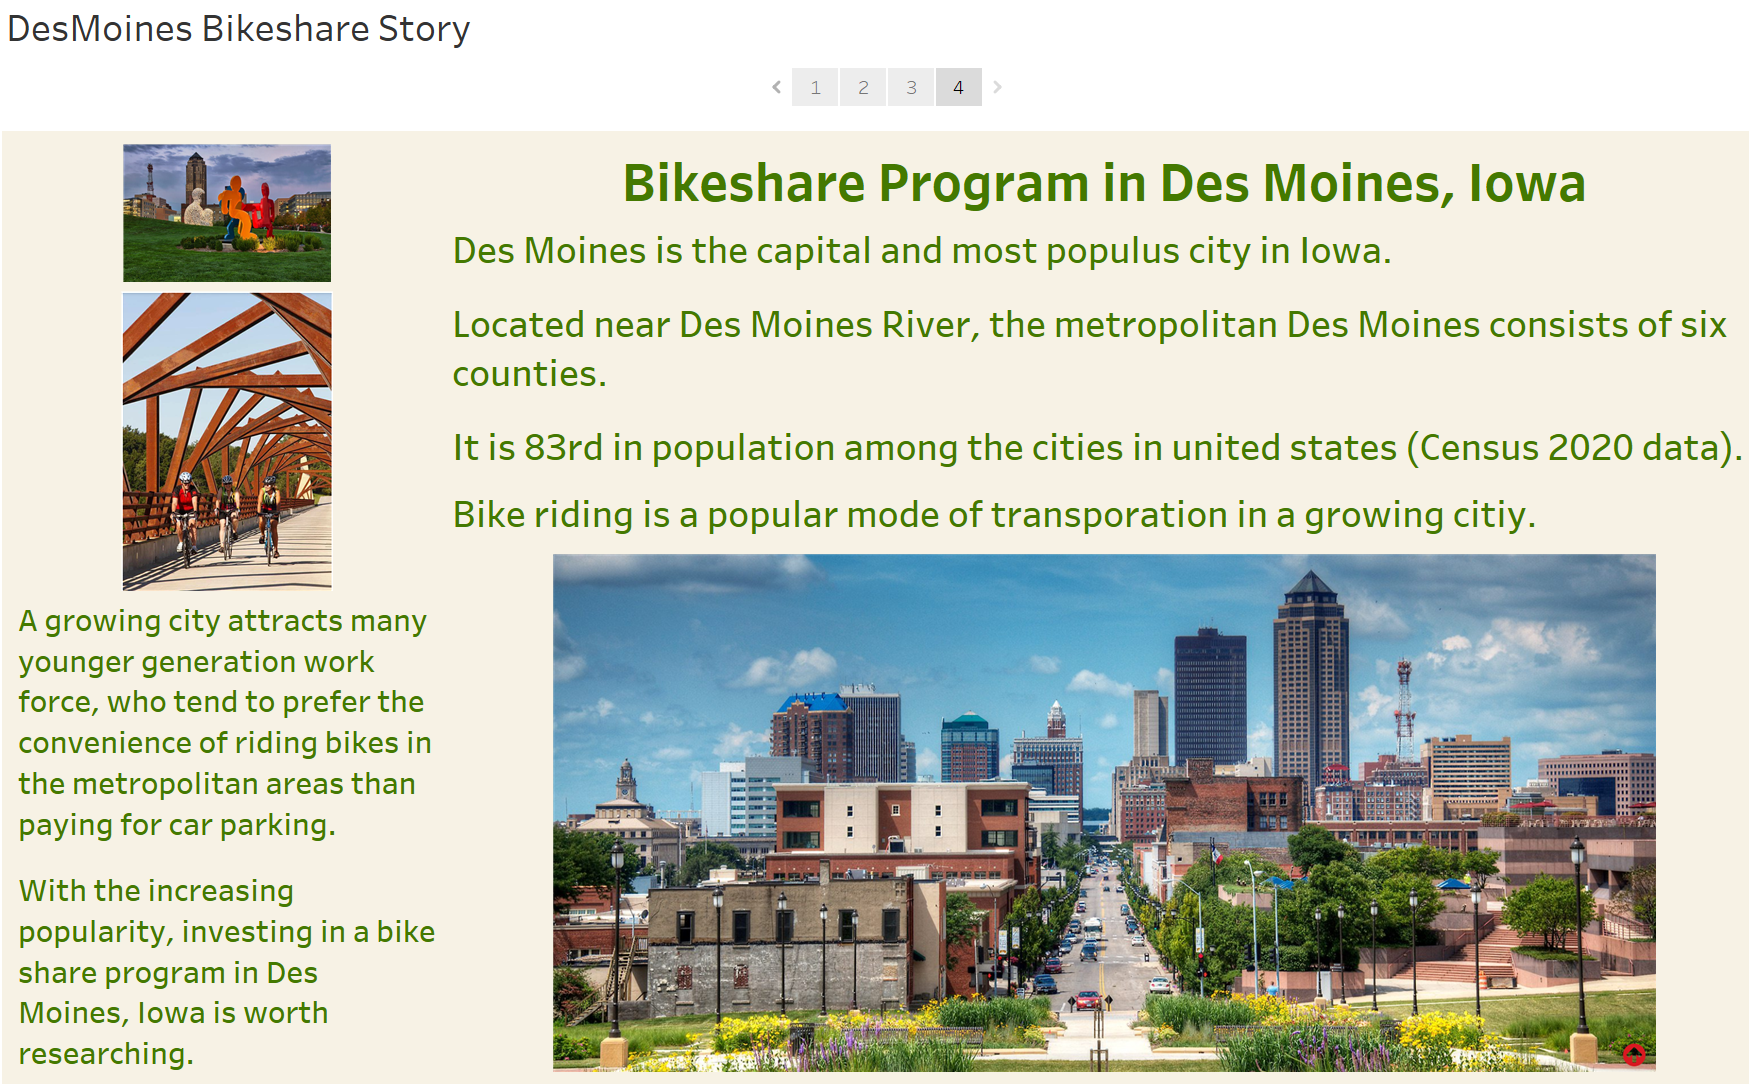 DesMoines Bikeshare Story
1 2 3 4
Bikeshare Program in Des Moines, Iowa
Des Moines is the capital and most populus city in Iowa.
Located near Des Moines River, the metropolitan Des Moines consists of six
counties.
It is 83rd in population among the cities in united states (Census 2020 data).
Bike riding is a popular mode of transporation in a growing citiy.
A growing city attracts many
younger generation work
force, who tend to prefer the
convenience of riding bikes in
the metropolitan areas than
paying for car parking.
With the increasing
popularity, investing in a bike
share program in Des
Moines, Iowa is worth
researching.